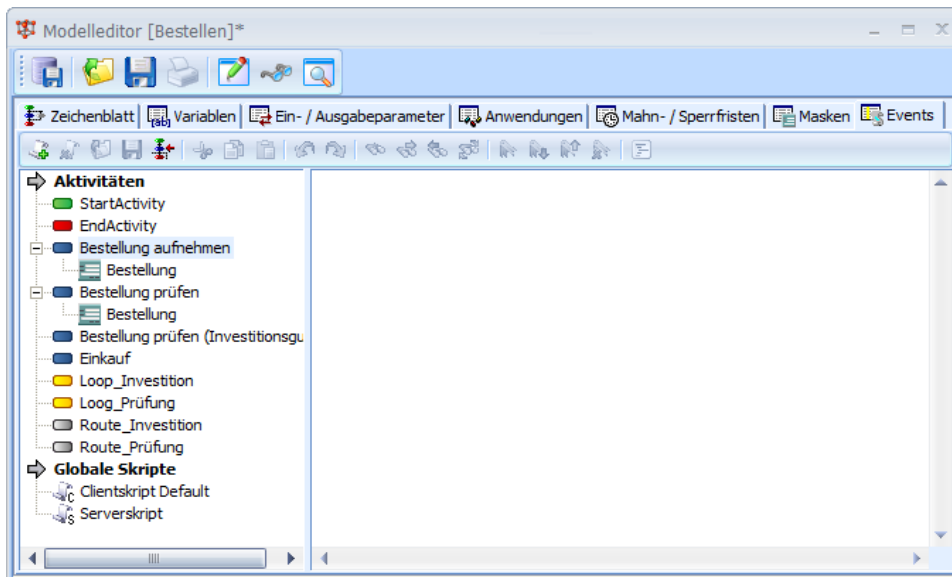 Modelleditor [Bestellen]*
Zeichenblatt Variablen Ein- / Ausgabeparameter Anwendungen Mahn- / Sperrfristen Masken Events
Aktivitäten
StartActivity
EndActivity
Bestellung aufnehmen
Bestellung
Bestellung prüfen
Bestellung
Bestellung prüfen (Investitionsgu
Einkauf
Loop_Investition
Loog_Prüfung
Route_Investition
Route_Prüfung
Globale Skripte
Clientskript Default
Serverskript